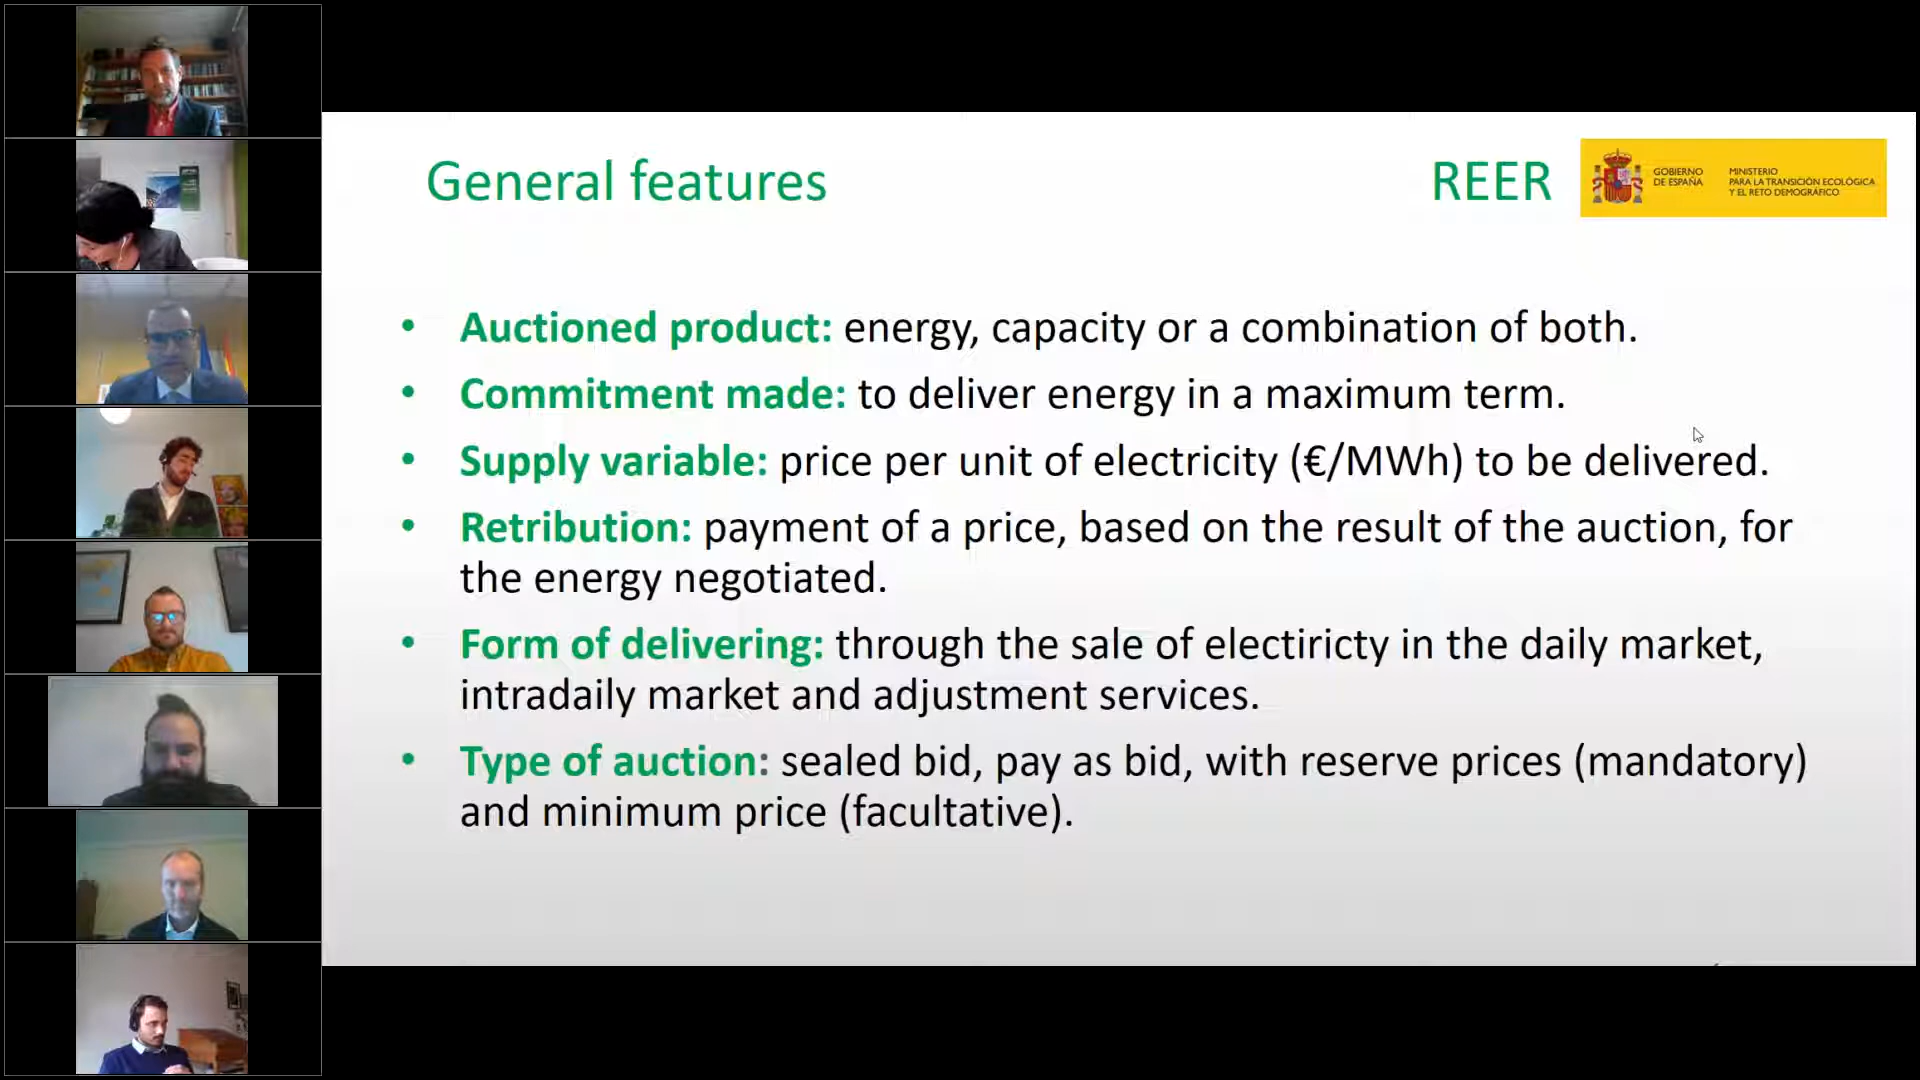 General features
REER
GOBIERNO
DE ESPAÑA
MINISTERIO
PARA LA TRANSICIÓN ECOLÓGICA
Y EL RETO DEMOGRÁFICO
• Auctioned product: energy, capacity or a combination of both.
• Commitment made: to deliver energy in a maximum term.
• Supply variable: price per unit of electricity (€/MWh) to be delivered.
• Retribution: payment of a price, based on the result of the auction, for
the energy negotiated.
• Form of delivering: through the sale of electiricty in the daily market,
intradaily market and adjustment services.
• Type of auction: sealed bid, pay as bid, with reserve prices (mandatory)
and minimum price (facultative).